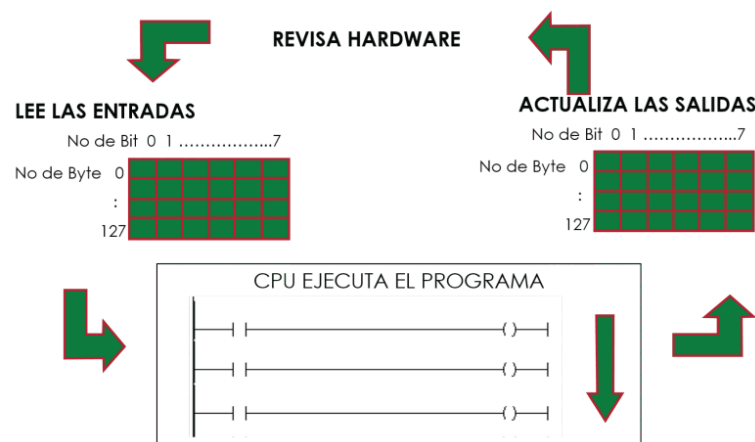 REVISA HARDWARE
LEE LAS ENTRADAS
No de Bit 0 1 ………………...7
No de Byte 0
:
127
ACTUALIZA LAS SALIDAS
No de Bit 0 1 ………………...7
No de Byte 0
:
127
CPU EJECUTA EL PROGRAMA